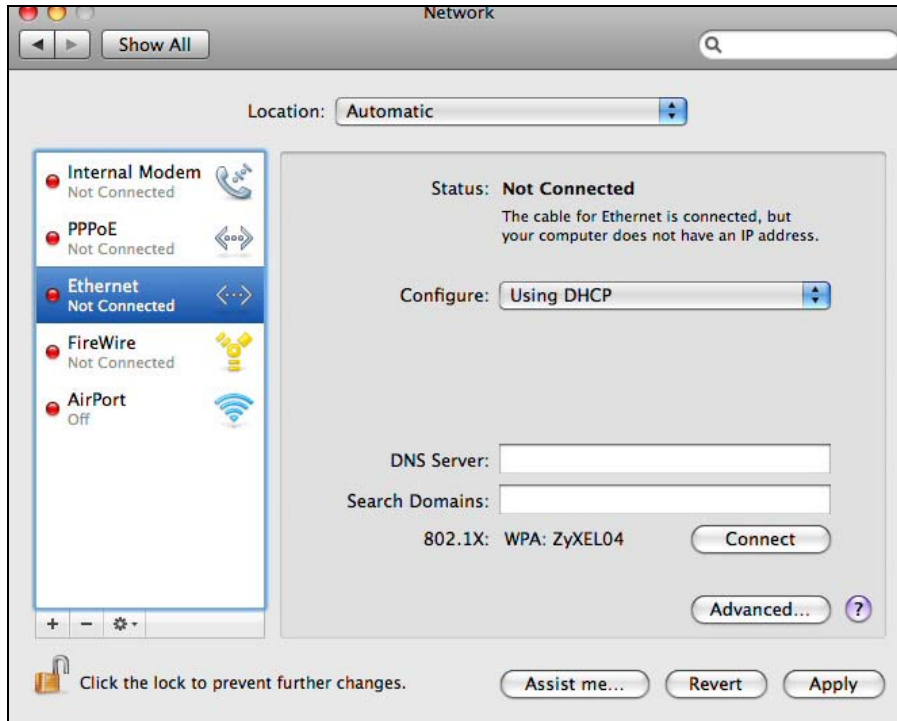 Network
Show All
Location: Automatic
Internal Modem
Not Connected
PPPoE
Not Connected
Ethernet
Not Connected
FireWire
Not Connected
AirPort
Off
Status: Not Connected
The cable for Ethernet is connected, but
your computer does not have an IP address.
Configure: Using DHCP
DNS Server:
Search Domains:
802.1X: WPA: ZyXEL04 Connect
Advanced... ?
Click the lock to prevent further changes.
Assist me... Revert Apply